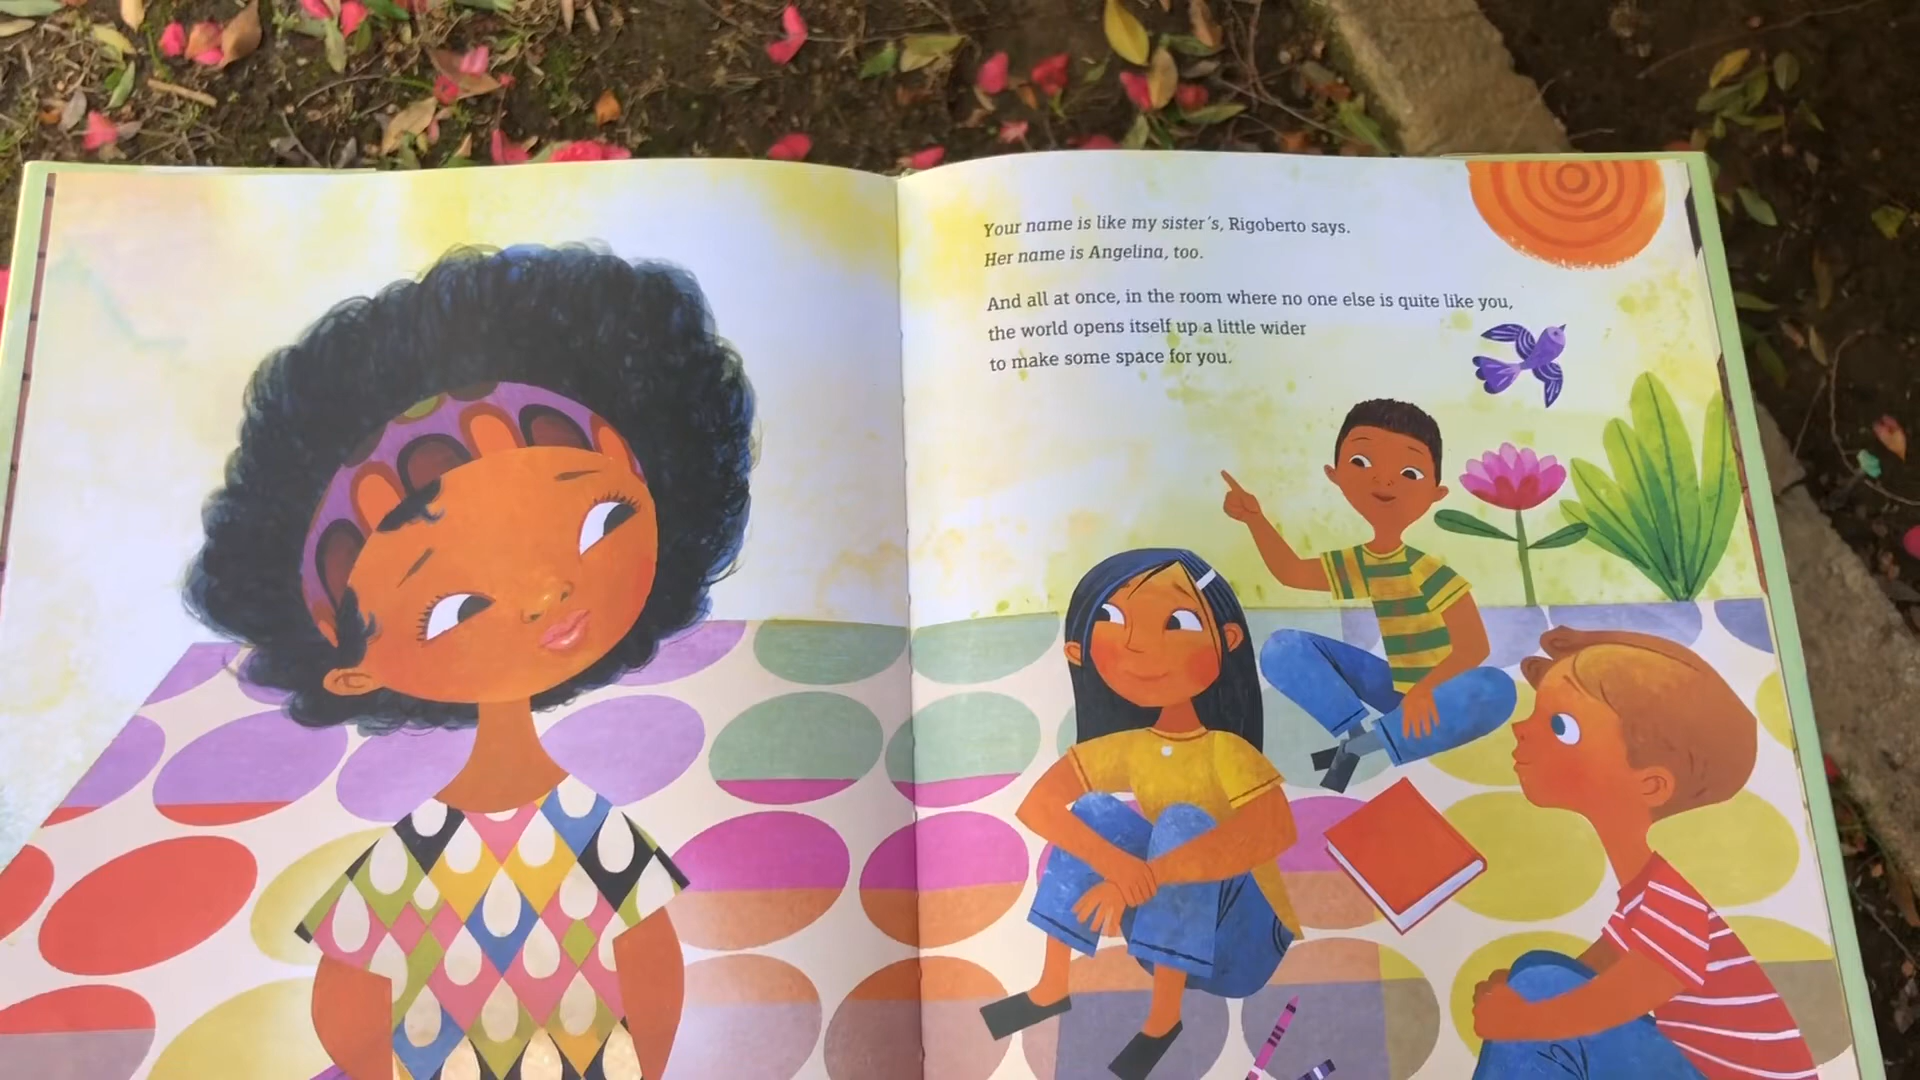 Your name is like my sister's, Rigoberto says.
Her name is Angelina, too.
And all at once, in the room where no one else is quite like you,
the world opens itself up a little wider
to make some space for you.